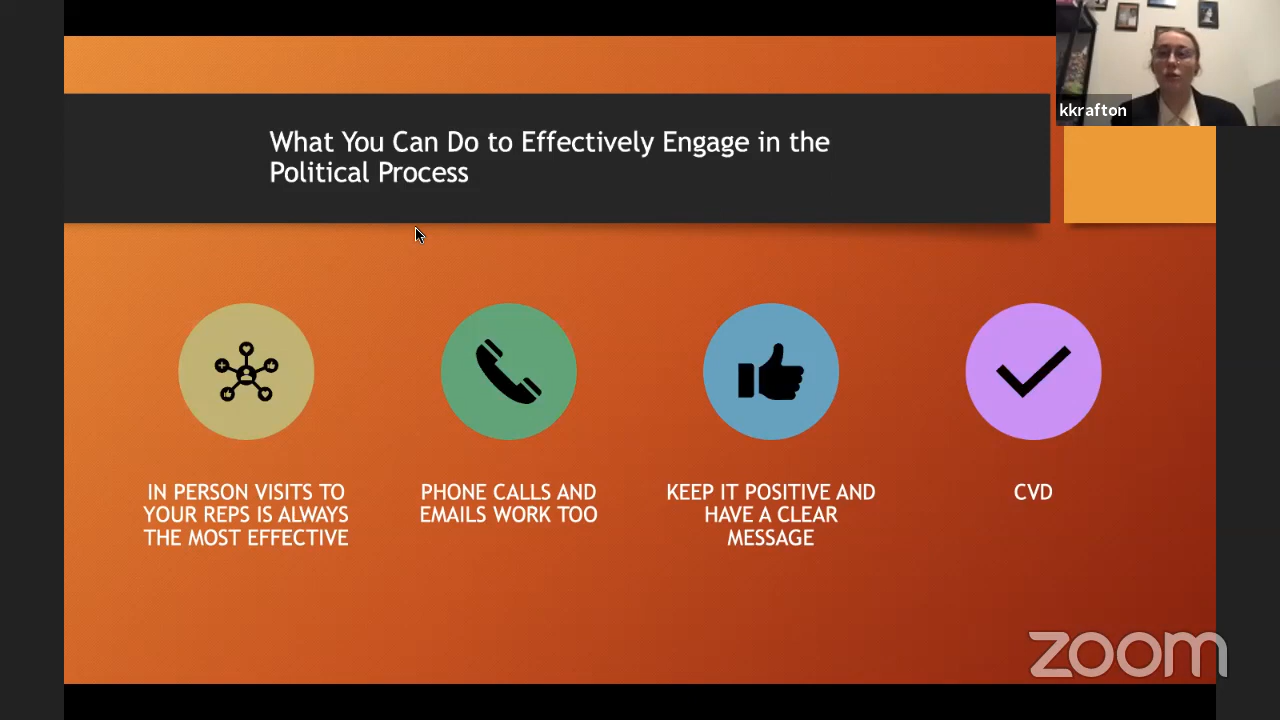 kkrafton
What You Can Do to Effectively Engage in the
Political Process
IN PERSON VISITS TO
YOUR REPS IS ALWAYS
THE MOST EFFECTIVE
PHONE CALLS AND
EMAILS WORK TOO
KEEP IT POSITIVE AND
HAVE A CLEAR
MESSAGE
CVD
zoom